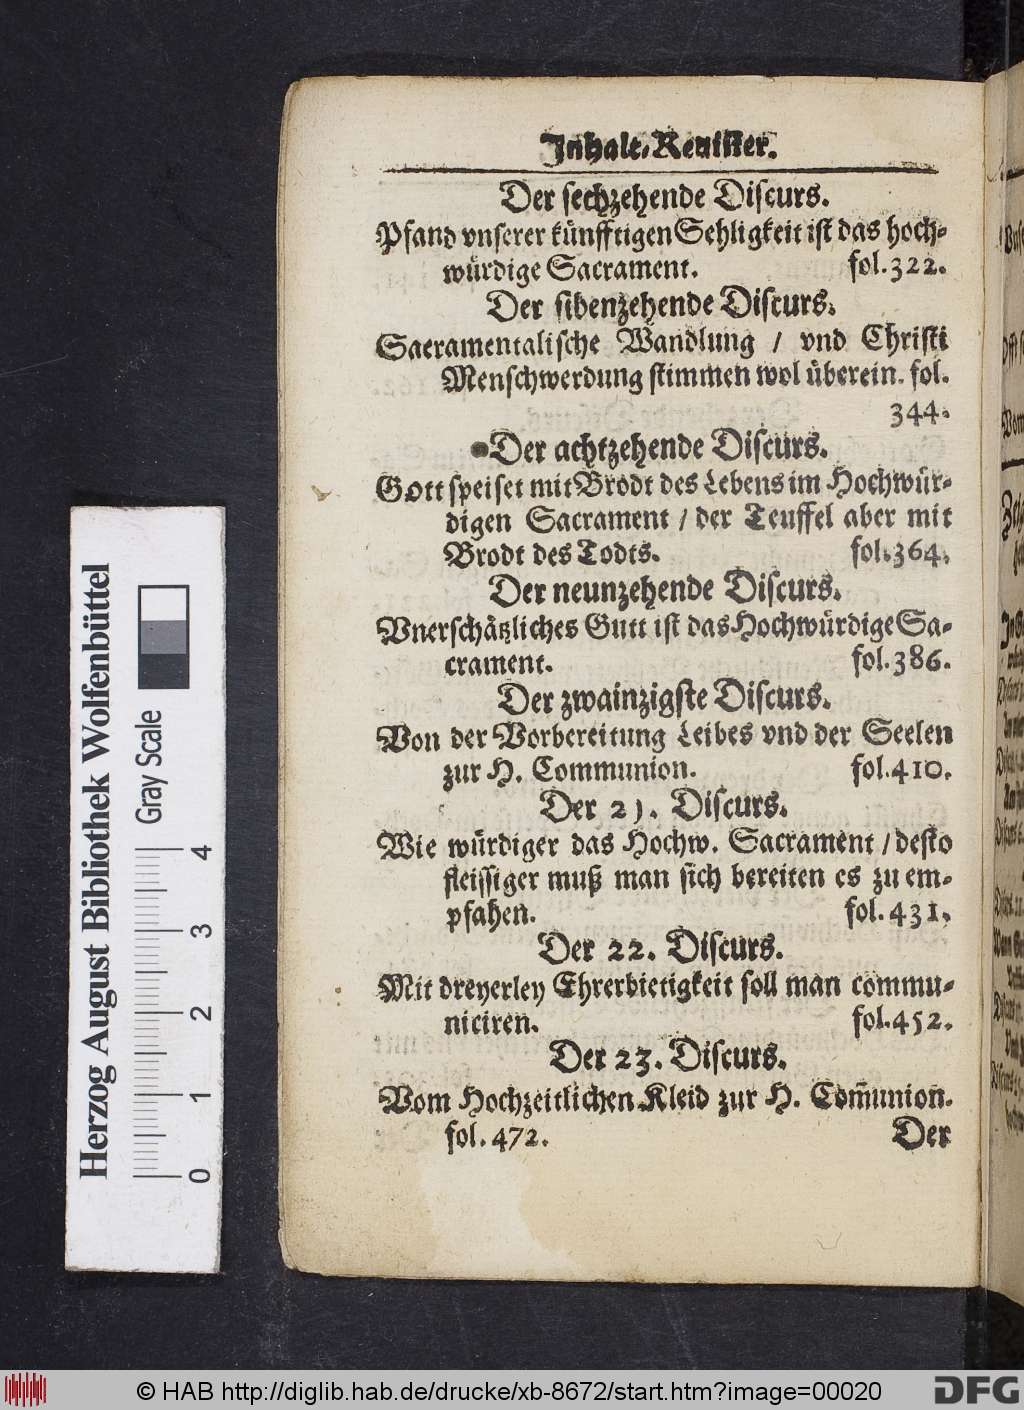 Inhalt-Register.
Der sechzehende Discurs.
Pfand vnserer künfftigen Sehligkeit ist das hoch-
würdige Sacrament. fol. 322.
Der sibenzehende Discurs.
Sacramentalische Wandlung / vnd Christi
Menschwerdung stimmen wol überein. fol.
344.
Der achtzehende Discurs.
GOtt speiset mit Brodt des Lebens im Hochwür-
digen Sacrament / der Teuffel aber mit
Brodt des Todts. fol. 364.
Der neunzehende Discurs.
Vnerschätzliches Gutt ist das Hochwürdige Sa-
crament. fol. 386.
Der zwainzigste Discurs.
Von der Vorbereitung Leibes vnd der Seelen
zur H. Communion. fol. 410.
Der 21. Discurs.
Wie würdiger das Hochw. Sacrament / desto
fleissiger muß man sich bereiten es zu em-
pfahen. fol. 431.
Der 22. Discurs.
Mit dreyerley Ehrerbietigkeit soll man commu-
niciren. fol. 452.
Der 23. Discurs.
Vom Hochzeitlichen Kleid zur H. Com̃union.
fol. 472. Der
Herzog August Bibliothek Wolfenbüttel
Gray Scale
0 1 2 3 4
© HAB http://diglib.hab.de/drucke/xb-8672/start.htm?image=00020
DFG